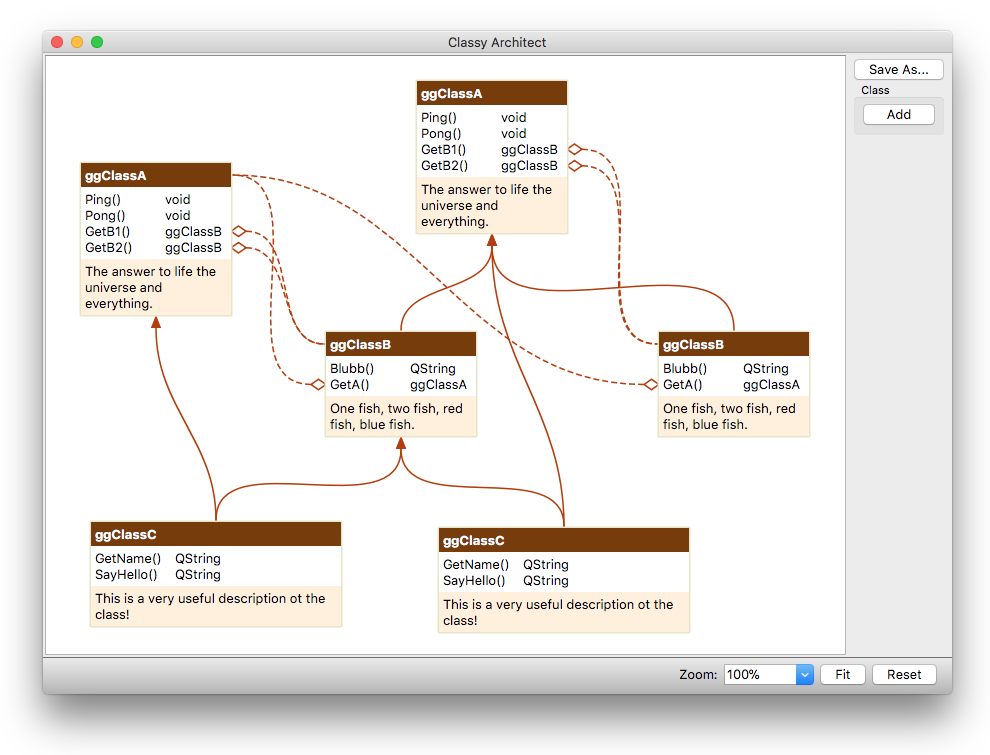 Classy Architect
Save As...
Class
Add
ggClassA
Ping() void
Pong() void
GetB1() ggClassB
GetB2() ggClassB
The answer to life the
universe and
everything.
ggClassA
Ping() void
Pong() void
GetB1() ggClassB
GetB2() ggClassB
The answer to life the
universe and
everything.
ggClassB
Blubb() QString
GetA() ggClassA
One fish, two fish, red
fish, blue fish.
ggClassB
Blubb() QString
GetA() ggClassA
One fish, two fish, red
fish, blue fish.
ggClassC
GetName() QString
SayHello() QString
This is a very useful description ot the
class!
ggClassC
GetName() QString
SayHello() QString
This is a very useful description ot the
class!
Zoom: 100% Fit Reset